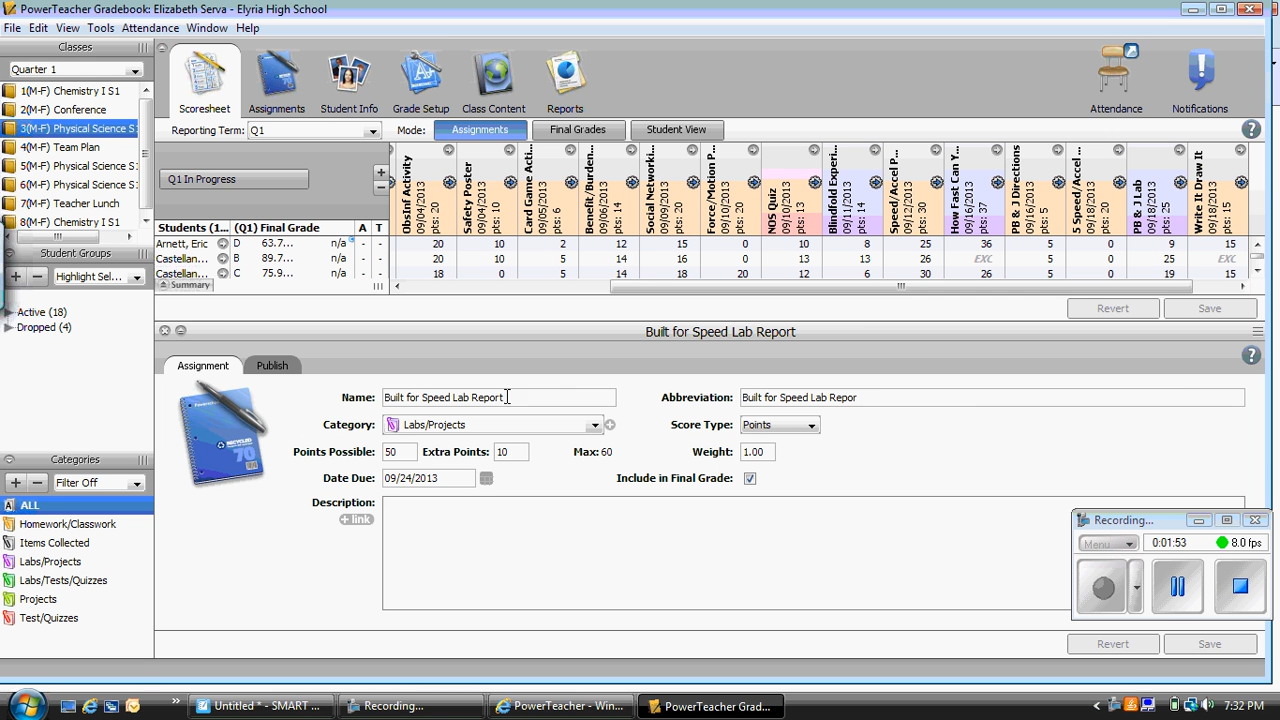 PowerTeacher Gradebook: Elizabeth Serva - Elyria High School
File Edit View Tools Attendance Window Help
Classes
Quarter 1
1(M-F) Chemistry I S1
2(M-F) Conference
3(M-F) Physical Science S1
4(M-F) Team Plan
5(M-F) Physical Science S
6(M-F) Physical Science S
7(M-F) Teacher Lunch
8(M-F) Chemistry I S1
Student Groups
Highlight Sel...
Active (18)
Dropped (4)
Categories
Filter Off
ALL
Homework/Classwork
Items Collected
Labs/Projects
Labs/Tests/Quizzes
Projects
Test/Quizzes
Scoresheet Assignments Student Info Grade Setup Class Content Reports Attendance Notifications
Reporting Term: Q1 Mode: Assignments Final Grades Student View
Q1 In Progress
ObsInf Activity 09/04/2013 pts: 20
Safety Poster 09/04/2013 pts: 10
Card Game Acti... 09/05/2013 pts: 6
Benefit/Burden... 09/06/2013 pts: 14
Social Networki... 09/09/2013 pts: 20
Force/Motion P... 09/10/2013 pts: 20
NOS Quiz 09/10/2013 pts: 13
Blindfold Experi... 09/11/2013 pts: 14
Speed/Accel P... 09/12/2013 pts: 30
How Fast Can Y... 09/16/2013 pts: 37
PB & J Directions 09/16/2013 pts: 5
5 Speed/Accel... 09/18/2013 pts: 20
PB & J Lab 09/18/2013 pts: 25
Write It Draw It 09/18/2013 pts: 15
Students (1... (Q1) Final Grade A T
Arnett, Eric D 63.7... n/a - - 20 10 2 12 15 0 10 8 25 36 5 0 9 15
Castellan... B 89.7... n/a - - 20 10 5 14 16 0 13 13 26 EXC 5 0 25 EXC
Castellan... C 75.9... n/a - - 18 0 5 14 18 20 12 6 30 26 5 0 19 15
Summary
Revert Save
Built for Speed Lab Report
Assignment Publish
Name: Built for Speed Lab Report Abbreviation: Built for Speed Lab Repor
Category: Labs/Projects Score Type: Points
Points Possible: 50 Extra Points: 10 Max: 60 Weight: 1.00
Date Due: 09/24/2013 Include in Final Grade:
Description:
link
RECYCLED
70
Recording...
Menu 0:01:53 8.0 fps
Revert Save
Untitled * - SMART ... Recording... PowerTeacher - Win... PowerTeacher Grad... 7:32 PM